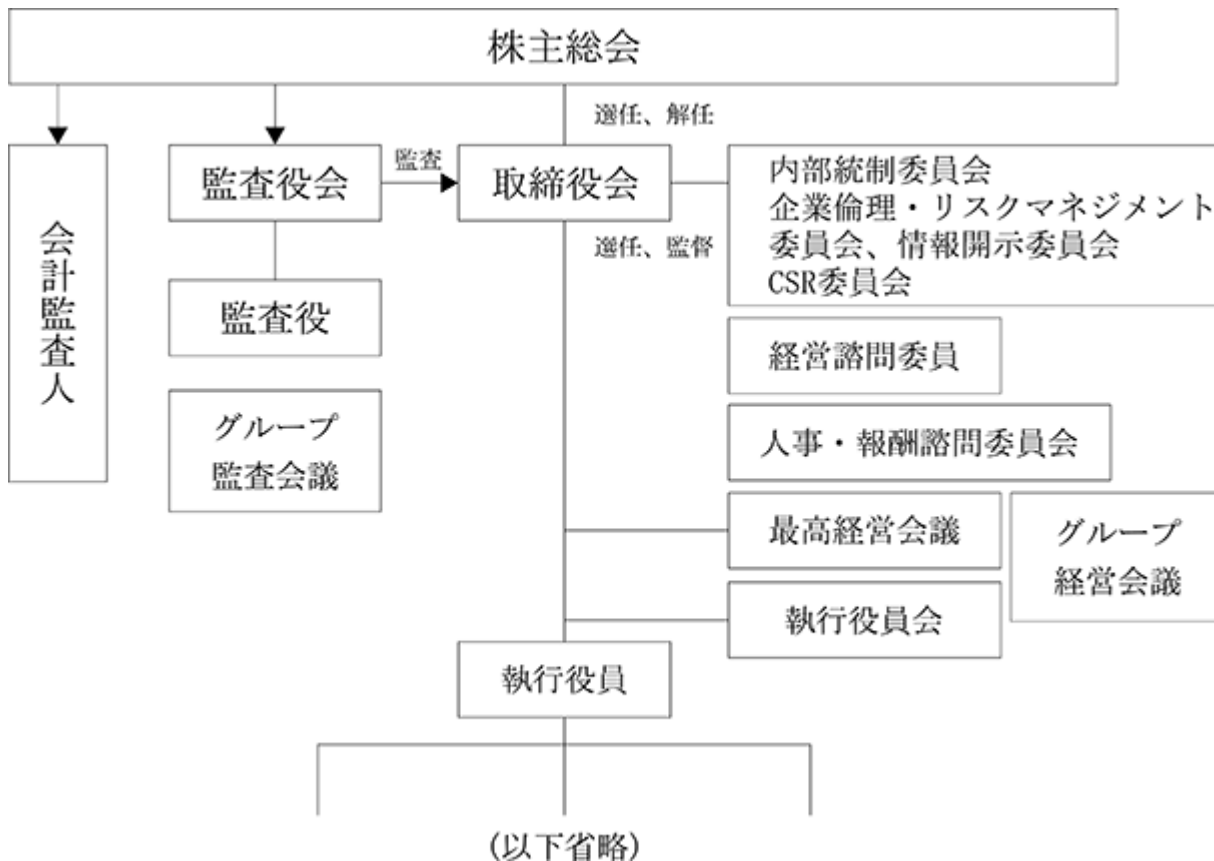 株主総会
選任、解任
会計監査人
監査役会
監査
取締役会
内部統制委員会
企業倫理・リスクマネジメント
委員会、情報開示委員会
CSR委員会
選任、監督
監査役
経営諮問委員
グループ
監査会議
人事・報酬諮問委員会
最高経営会議
グループ
経営会議
執行役員会
執行役員
(以下省略)